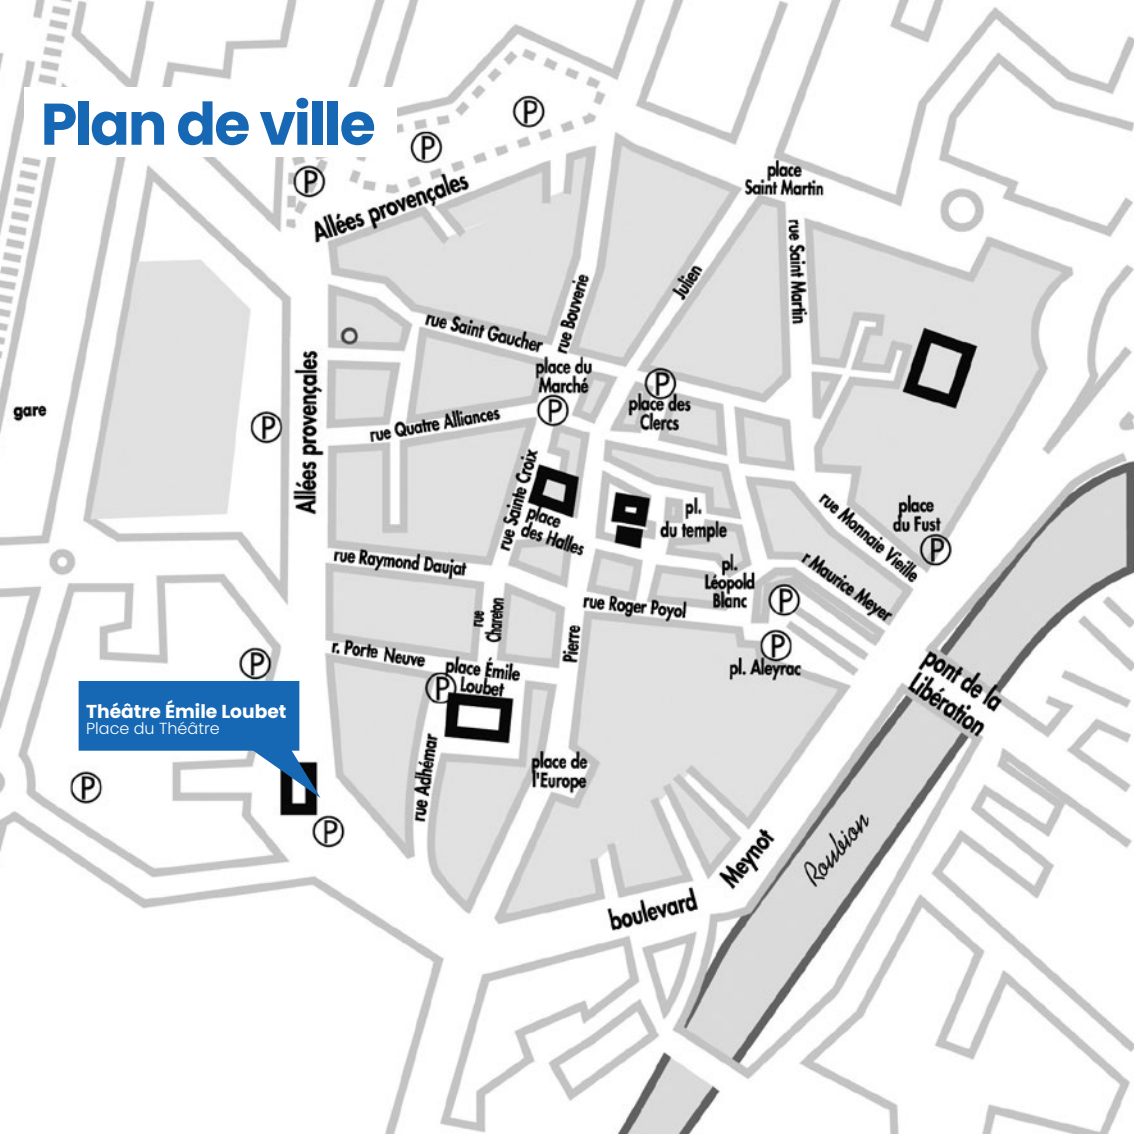 Plan de ville
P
P
P
Allées provençales
place
Saint Martin
rue Saint Martin
rue Bouverie
Julien
rue Saint Gaucher
place du
Marché
P
P
place des
Clercs
gare
P
Allées provençales
rue Quatre Alliances
rue Sainte Croix
place
des Halles
pl.
du temple
rue Monnaie Vieille
place
du Fust
P
r Maurice Meyer
rue Raymond Daujat
pl.
Léopold
Blanc
P
rue
Chareton
rue Roger Poyol
Pierre
P
pl. Aleyrac
r. Porte Neuve
place Émile
Loubet
P
P
pont de la
Libération
Théâtre Émile Loubet
Place du Théâtre
P
P
rue Adhémar
place de
l'Europe
Roubion
boulevard
Meynot